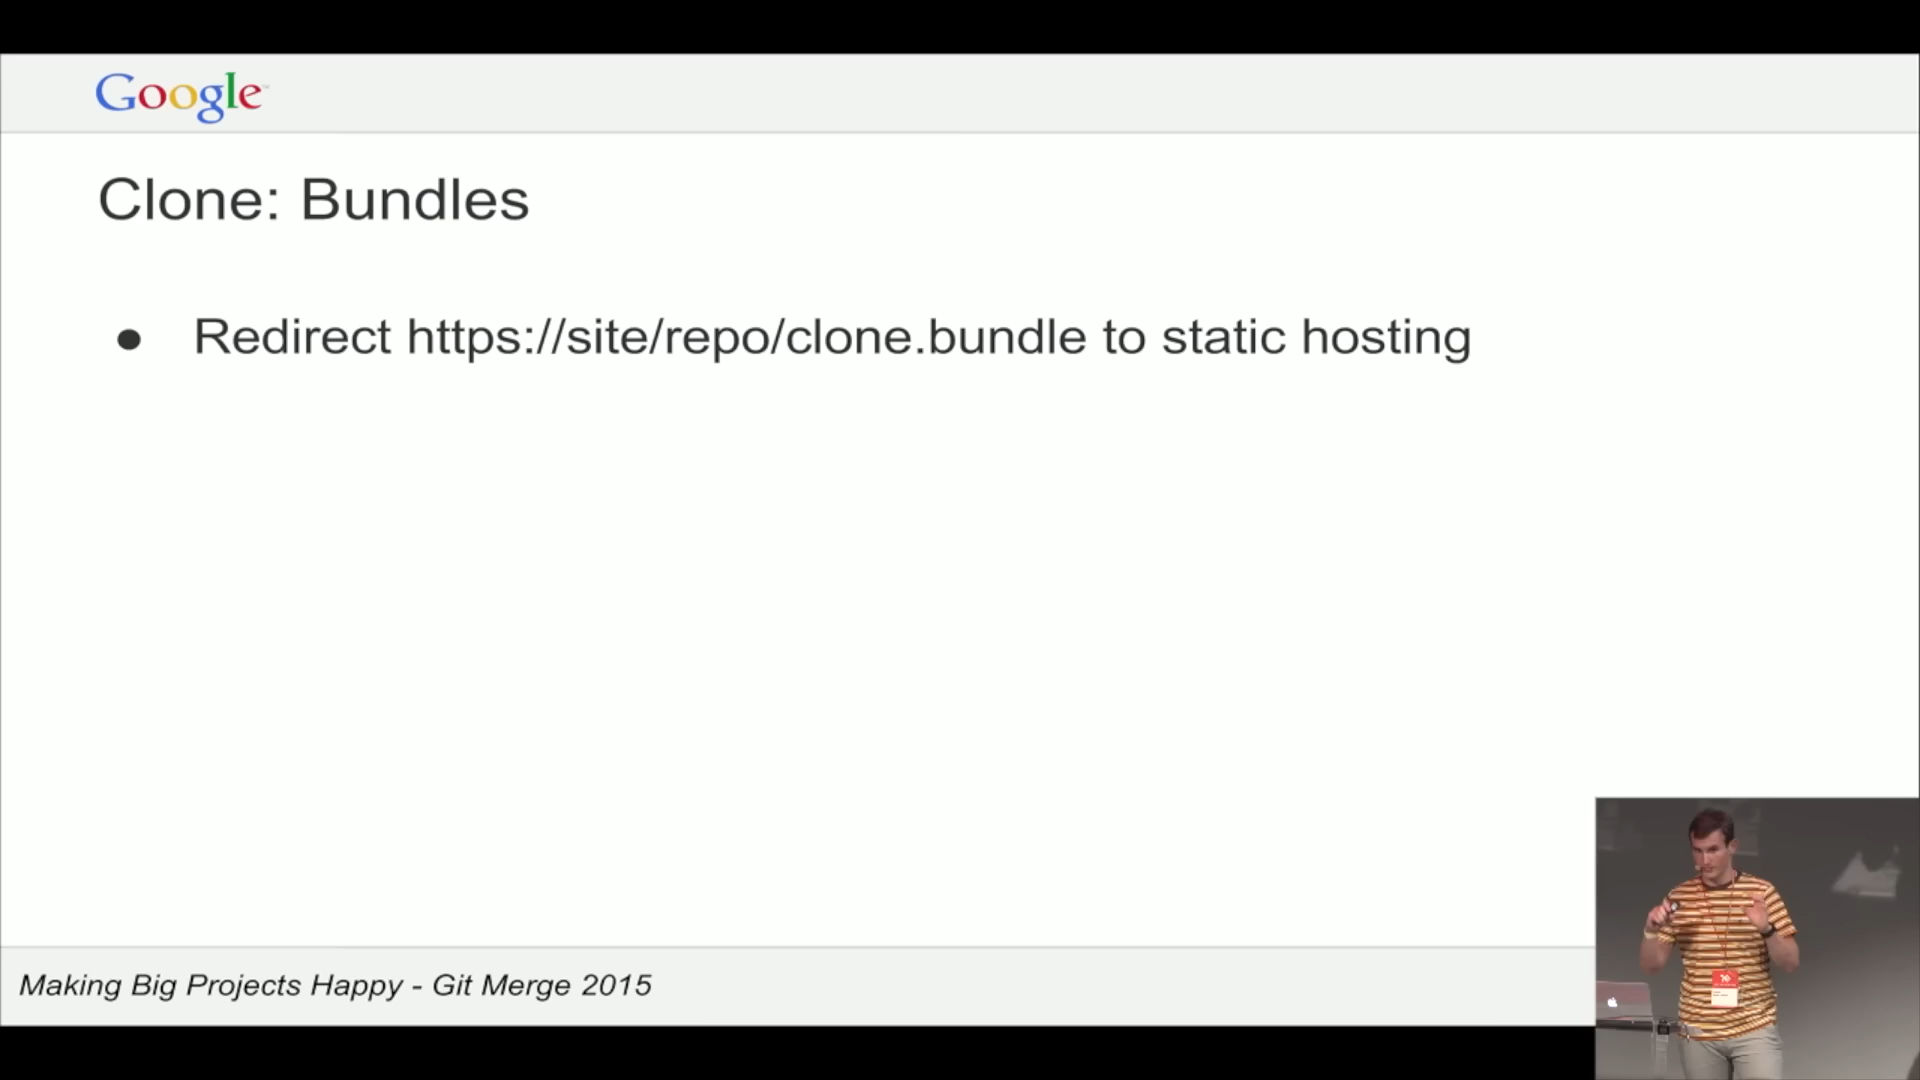 Google
Clone: Bundles
● Redirect https://site/repo/clone.bundle to static hosting
Making Big Projects Happy - Git Merge 2015